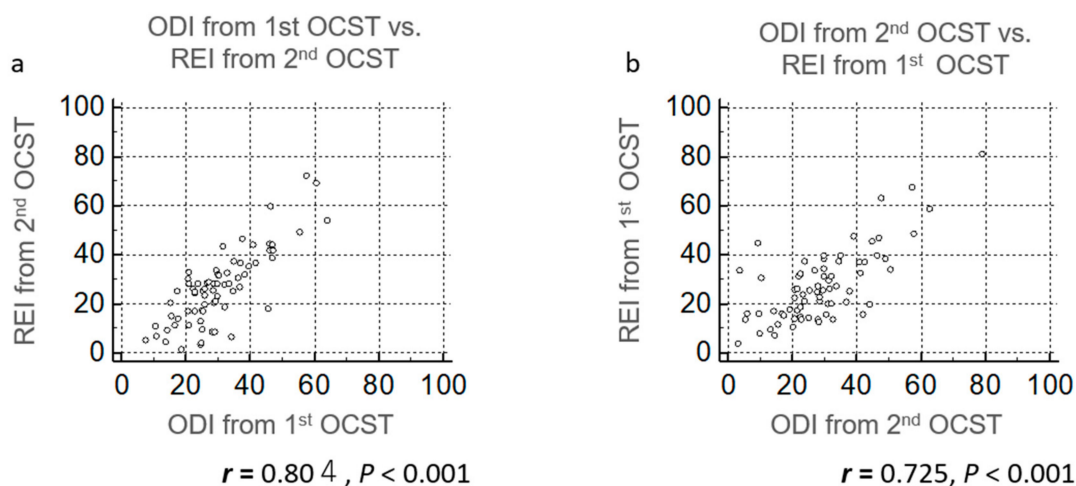 ODI from 1st OCST vs.
REI from 2nd OCST
a
100
80
60
40
20
0
REI from 2nd OCST
0 20 40 60 80 100
ODI from 1st OCST
r = 0.804 , P < 0.001
ODI from 2nd OCST vs.
REI from 1st OCST
b
100
80
60
40
20
0
REI from 1st OCST
0 20 40 60 80 100
ODI from 2nd OCST
r = 0.725, P < 0.001